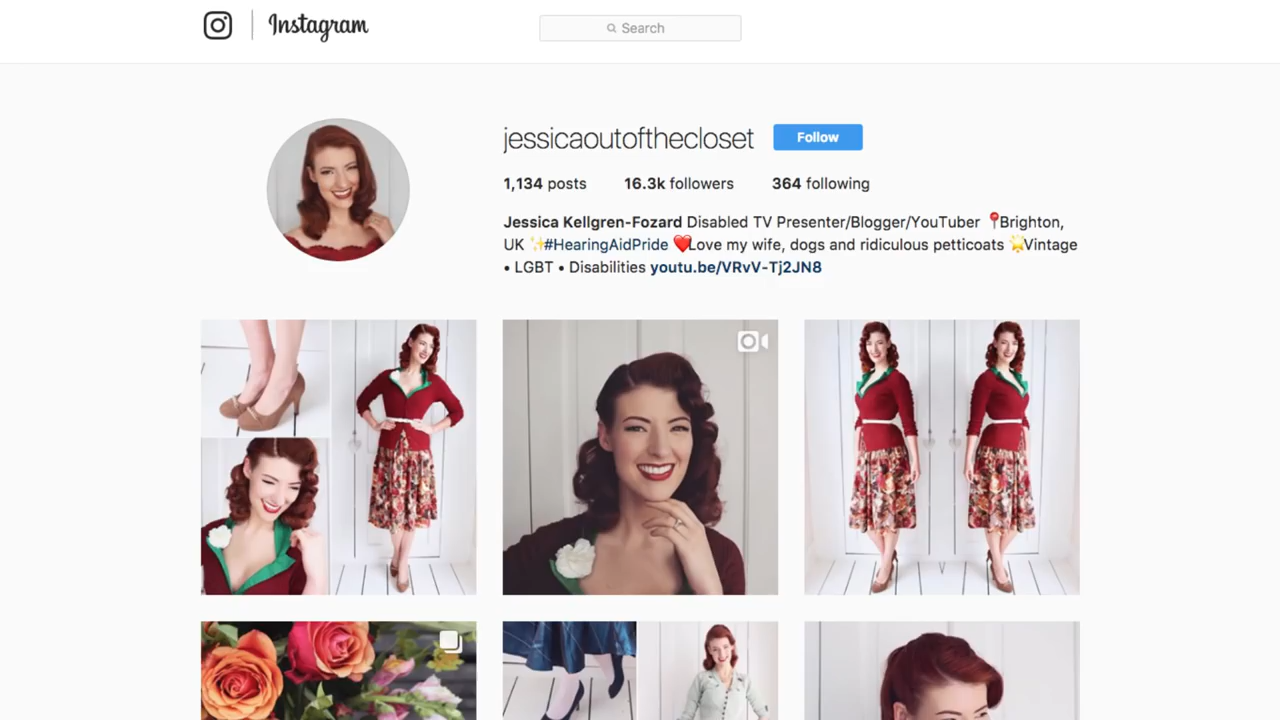 Instagram
Search
jessicaoutofthecloset Follow
1,134 posts 16.3k followers 364 following
Jessica Kellgren-Fozard Disabled TV Presenter/Blogger/YouTuber 📍Brighton,
UK ✨#HearingAidPride ❤️Love my wife, dogs and ridiculous petticoats 🌟Vintage
• LGBT • Disabilities youtu.be/VRvV-Tj2JN8